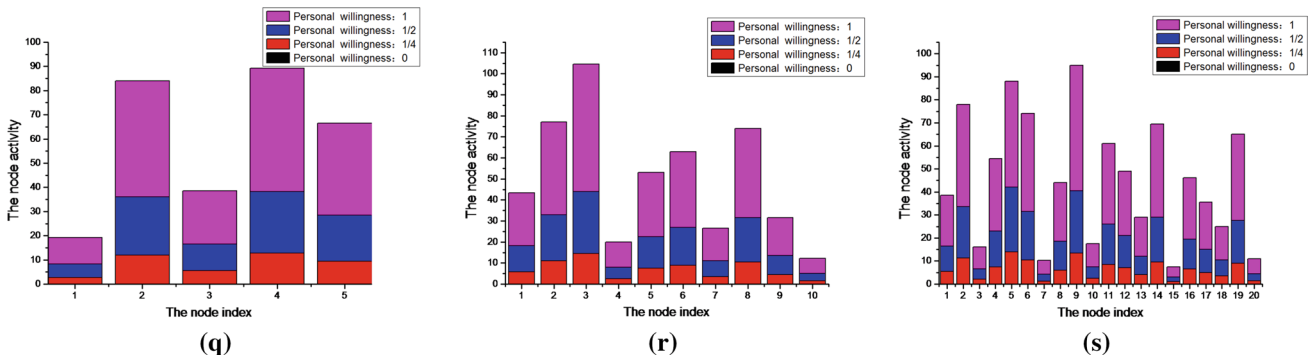 Personal willingness：1
Personal willingness：1/2
Personal willingness：1/4
Personal willingness：0
100
90
80
70
60
50
40
30
20
10
0
The node activity
1 2 3 4 5
The node index
(q)
Personal willingness：1
Personal willingness：1/2
Personal willingness：1/4
Personal willingness：0
110
100
90
80
70
60
50
40
30
20
10
0
The node activity
1 2 3 4 5 6 7 8 9 10
The node index
(r)
Personal willingness：1
Personal willingness：1/2
Personal willingness：1/4
Personal willingness：0
100
90
80
70
60
50
40
30
20
10
0
The node activity
1 2 3 4 5 6 7 8 9 10 11 12 13 14 15 16 17 18 19 20
The node index
(s)